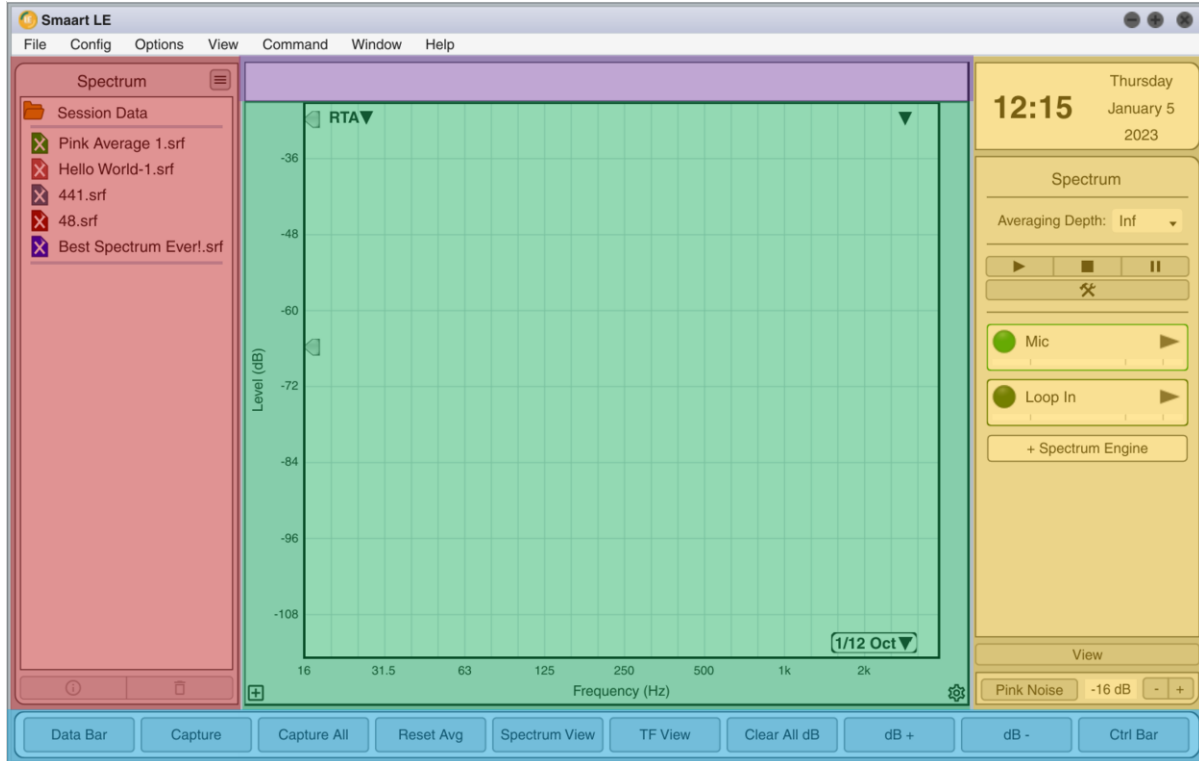 Smaart LE
File Config Options View Command Window Help
Spectrum
Session Data
Pink Average 1.srf
Hello World-1.srf
441.srf
48.srf
Best Spectrum Ever!.srf
RTA
-36
-48
-60
-72
-84
-96
-108
Level (dB)
1/12 Oct
16 31.5 63 125 250 500 1k 2k
Frequency (Hz)
12:15
Thursday
January 5
2023
Spectrum
Averaging Depth: Inf
Mic
Loop In
+ Spectrum Engine
View
Pink Noise -16 dB - +
Data Bar Capture Capture All Reset Avg Spectrum View TF View Clear All dB dB + dB - Ctrl Bar